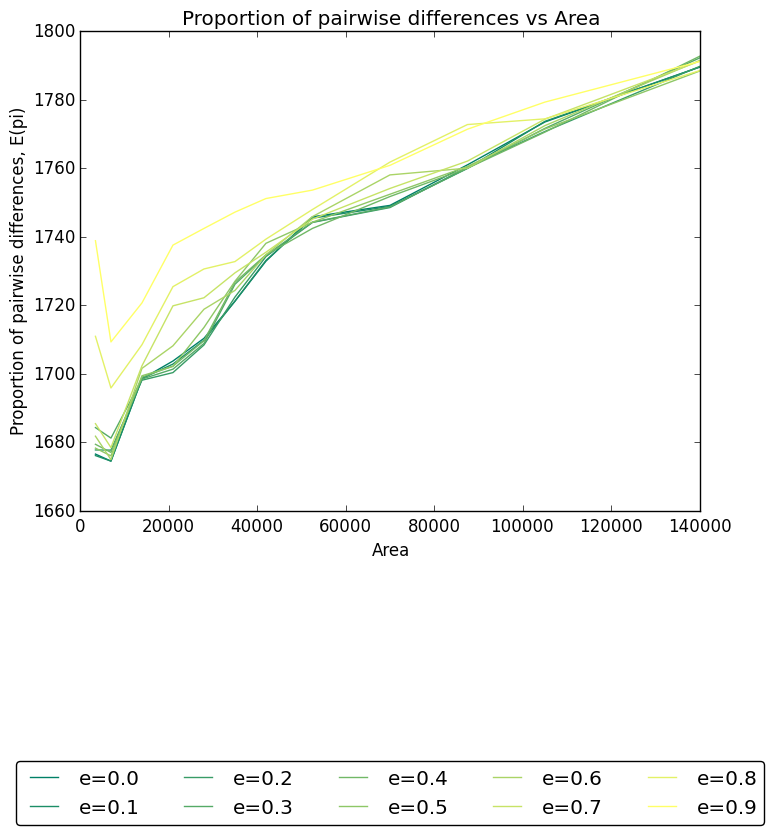 Proportion of pairwise differences vs Area
Proportion of pairwise differences, E(pi)
1800
1780
1760
1740
1720
1700
1680
1660
0 20000 40000 60000 80000 100000 120000 140000
Area
e=0.0 e=0.2 e=0.4 e=0.6 e=0.8
e=0.1 e=0.3 e=0.5 e=0.7 e=0.9